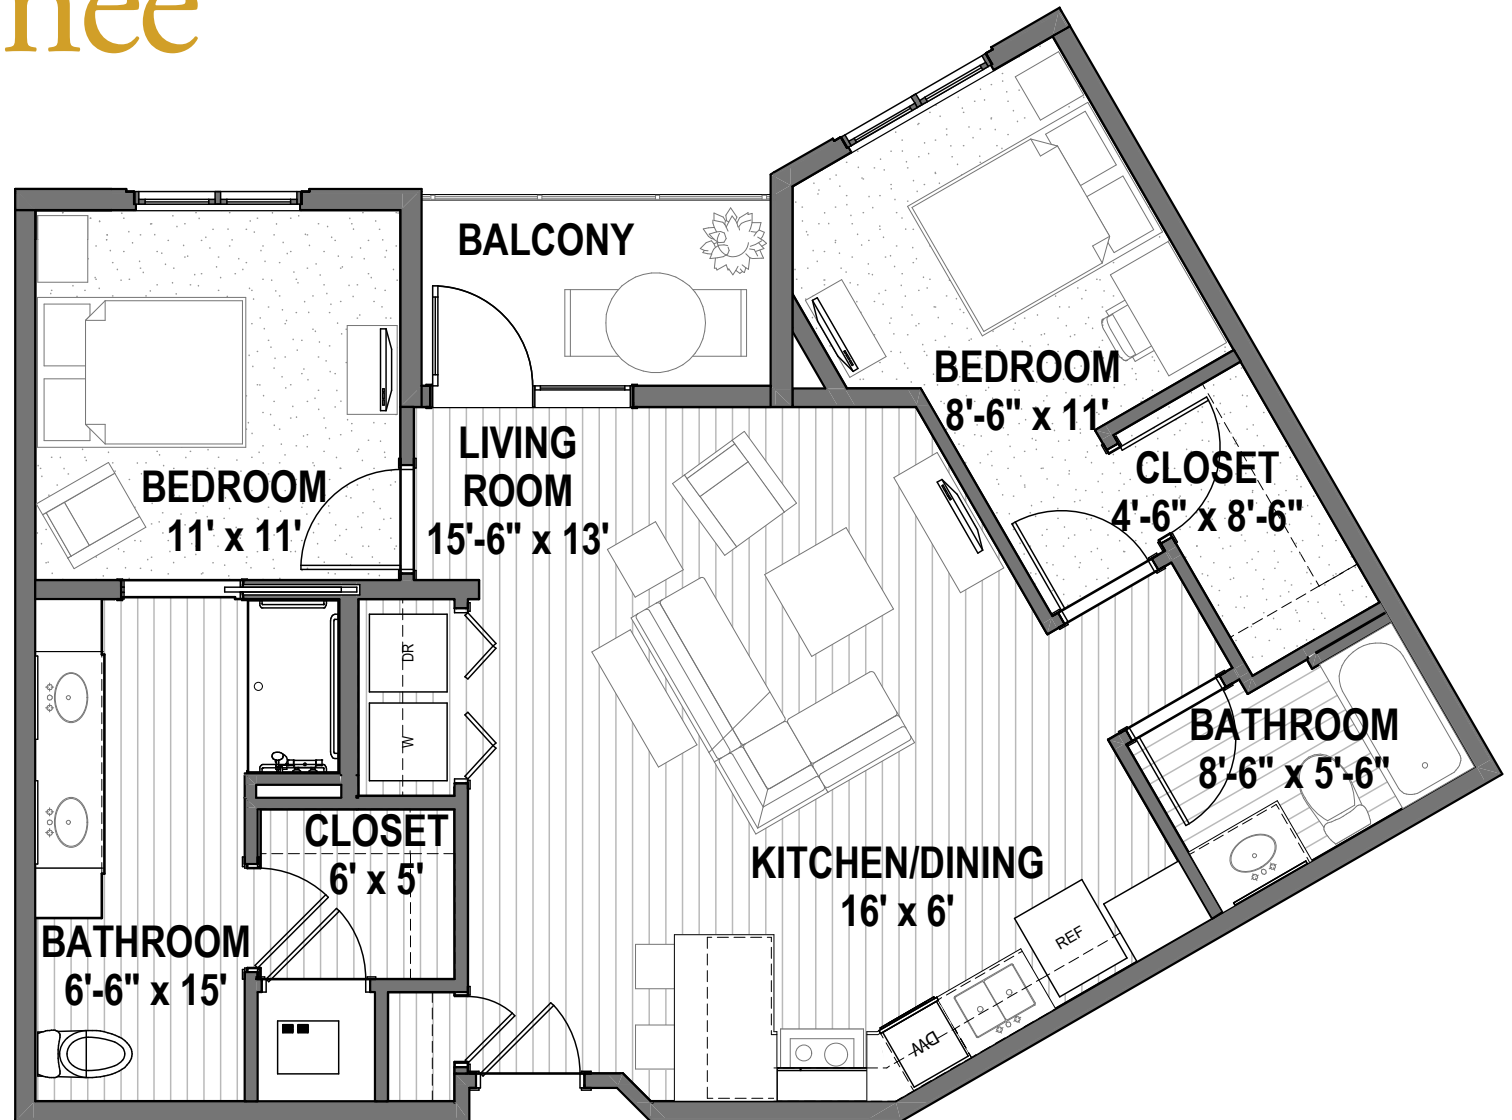 nee
BALCONY
BEDROOM
8'-6" x 11'
LIVING
ROOM
15'-6" x 13'
CLOSET
4'-6" x 8'-6"
BEDROOM
11' x 11'
DR
W
BATHROOM
8'-6" x 5'-6"
CLOSET
6' x 5'
KITCHEN/DINING
16' x 6'
BATHROOM
6'-6" x 15'
REF
DW